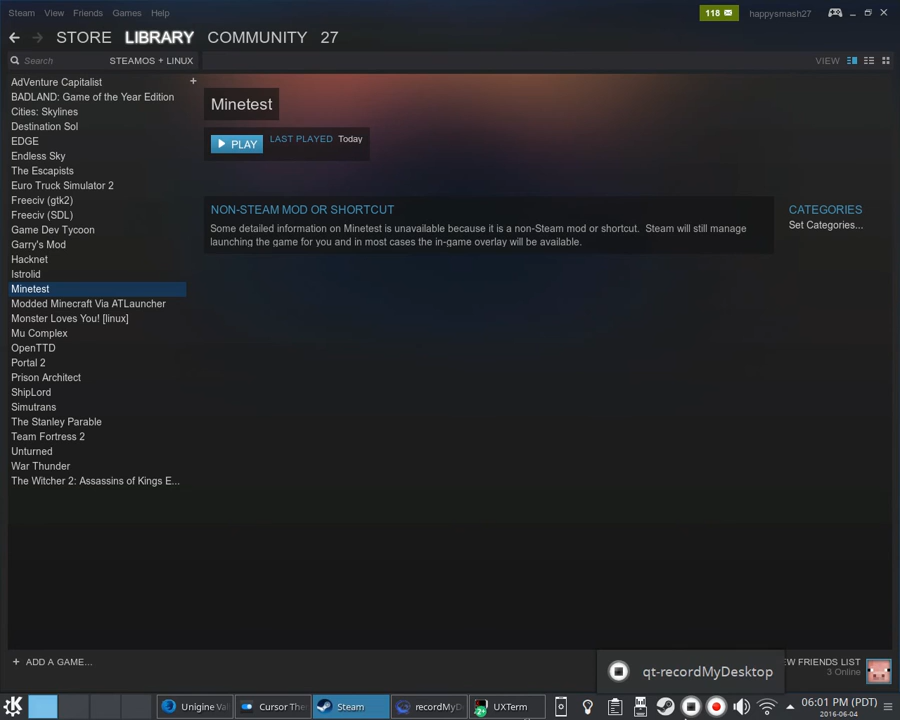 Steam View Friends Games Help
118
happysmash27
STORE LIBRARY COMMUNITY 27
Search STEAMOS + LINUX
VIEW
AdVenture Capitalist
BADLAND: Game of the Year Edition
Cities: Skylines
Destination Sol
EDGE
Endless Sky
The Escapists
Euro Truck Simulator 2
Freeciv (gtk2)
Freeciv (SDL)
Game Dev Tycoon
Garry's Mod
Hacknet
Istrolid
Minetest
Modded Minecraft Via ATLauncher
Monster Loves You! [linux]
Mu Complex
OpenTTD
Portal 2
Prison Architect
ShipLord
Simutrans
The Stanley Parable
Team Fortress 2
Unturned
War Thunder
The Witcher 2: Assassins of Kings E...
Minetest
PLAY LAST PLAYED Today
NON-STEAM MOD OR SHORTCUT
Some detailed information on Minetest is unavailable because it is a non-Steam mod or shortcut. Steam will still manage
launching the game for you and in most cases the in-game overlay will be available.
CATEGORIES
Set Categories...
+ ADD A GAME...
EW FRIENDS LIST
3 Online
qt-recordMyDesktop
Unigine Va
Cursor The
Steam
recordMyD
2+ UXTerm
06:01 PM (PDT)
2016-06-04